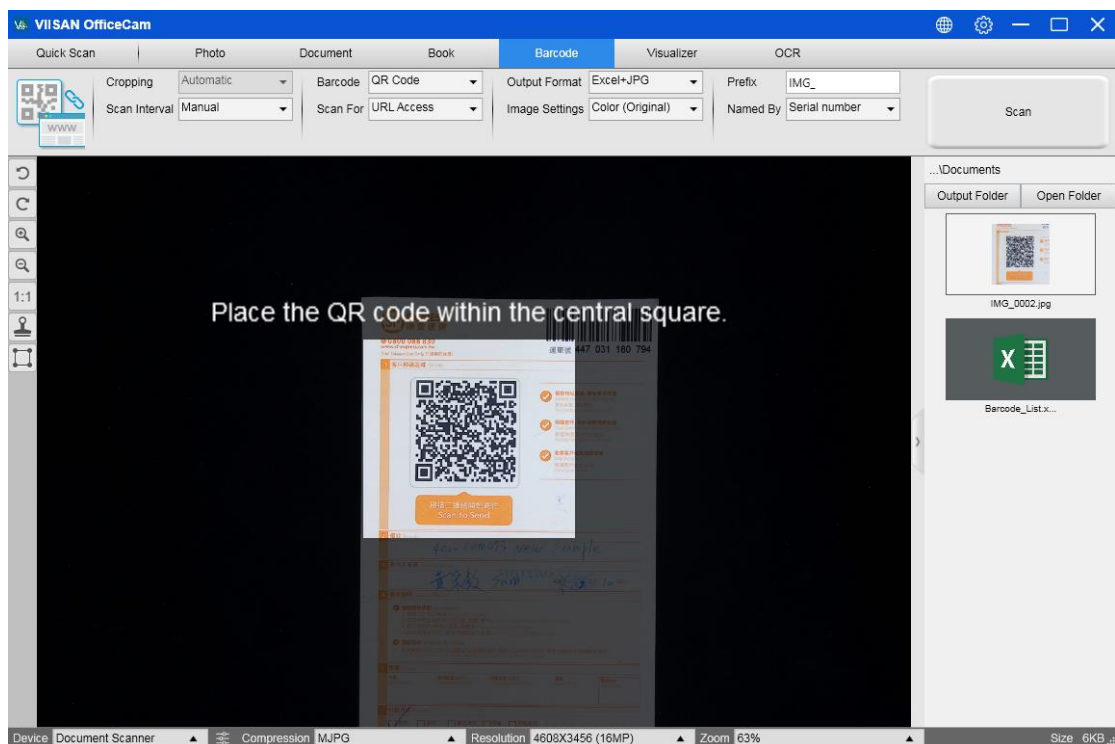 VIISAN OfficeCam
Quick Scan Photo Document Book Barcode Visualizer OCR
Cropping Automatic Barcode QR Code Output Format Excel+JPG Prefix IMG_
Scan Interval Manual Scan For URL Access Image Settings Color (Original) Named By Serial number
Scan
WWW
...\Documents
Output Folder Open Folder
1:1
IMG_0002.jpg
Place the QR code within the central square.
447 031 180 794
Barcode_List.x...
Scan to Send
new Sample
Device Document Scanner Compression MJPG Resolution 4608X3456 (16MP) Zoom 63% Size 6KB